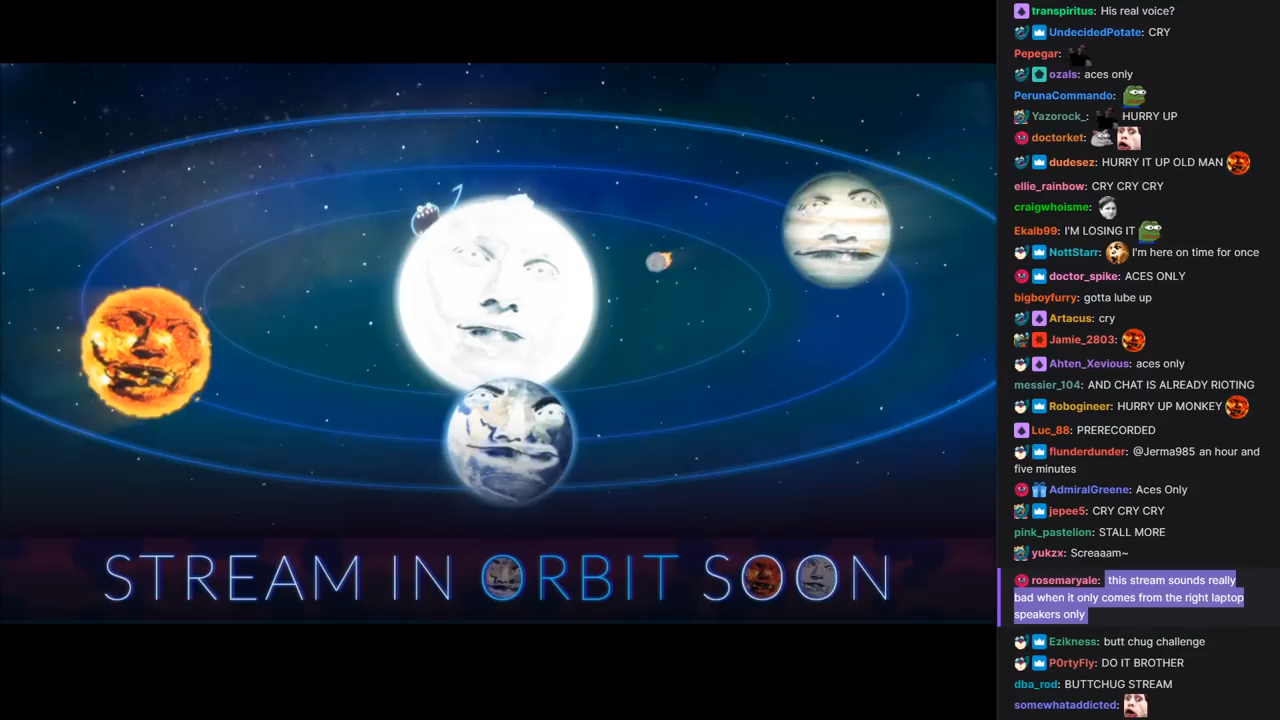 STREAM IN ORBIT SOON
transpiritus: His real voice?
UndecidedPotate: CRY
Pepegar:
ozals: aces only
PerunaCommando:
Yazorock_: HURRY UP
doctorket:
dudesez: HURRY IT UP OLD MAN
ellie_rainbow: CRY CRY CRY
craigwhoisme:
Ekalb99: I'M LOSING IT
NottStarr: I'm here on time for once
doctor_spike: ACES ONLY
bigboyfurry: gotta lube up
Artacus: cry
Jamie_2803:
Ahten_Xevious: aces only
messier_104: AND CHAT IS ALREADY RIOTING
Robogineer: HURRY UP MONKEY
Luc_88: PRERECORDED
flunderdunder: @Jerma985 an hour and
five minutes
AdmiralGreene: Aces Only
jepee5: CRY CRY CRY
pink_pastelion: STALL MORE
yukzx: Screaaam~
rosemaryale: this stream sounds really
bad when it only comes from the right laptop
speakers only
Ezikness: butt chug challenge
P0rtyFly: DO IT BROTHER
dba_rod: BUTTCHUG STREAM
somewhataddicted: